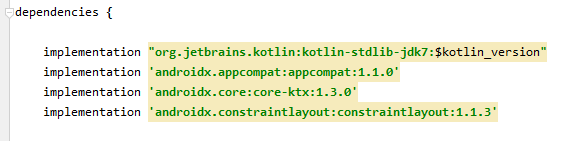 dependencies {
implementation "org.jetbrains.kotlin:kotlin-stdlib-jdk7:$kotlin_version"
implementation 'androidx.appcompat:appcompat:1.1.0'
implementation 'androidx.core:core-ktx:1.3.0'
implementation 'androidx.constraintlayout:constraintlayout:1.1.3'